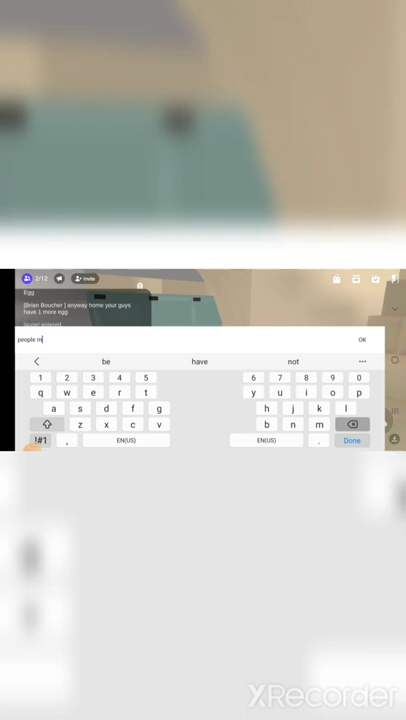 2/12
Invite
Egg
[Brian Boucher ] anyway home your guys
have 1 more egg
entered
people m
OK
be have not
1 2 3 4 5 6 7 8 9 0
q w e r t y u i o p
a s d f g h j k l
z x c v b n m
!#1 , EN(US) EN(US) . Done
XRecorder